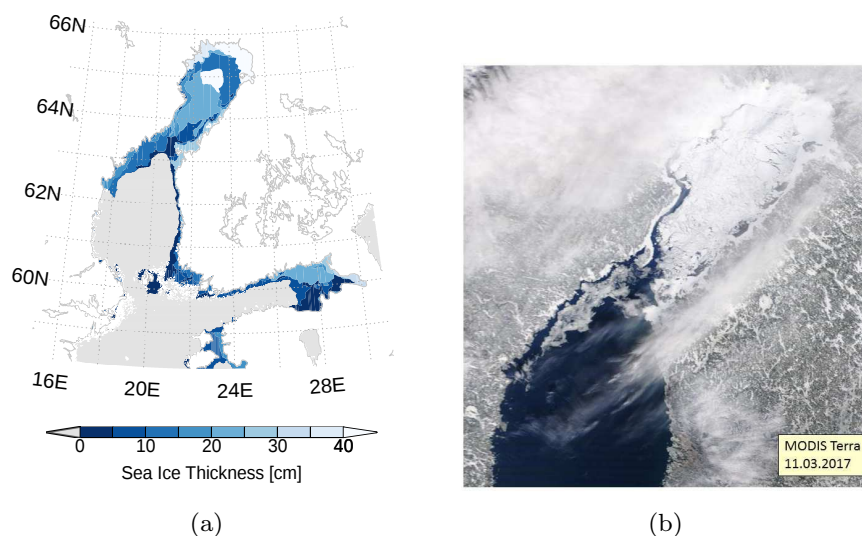 66N
64N
62N
60N
16E
20E
24E
28E
0 10 20 30 40
Sea Ice Thickness [cm]
MODIS Terra
11.03.2017
(a)
(b)